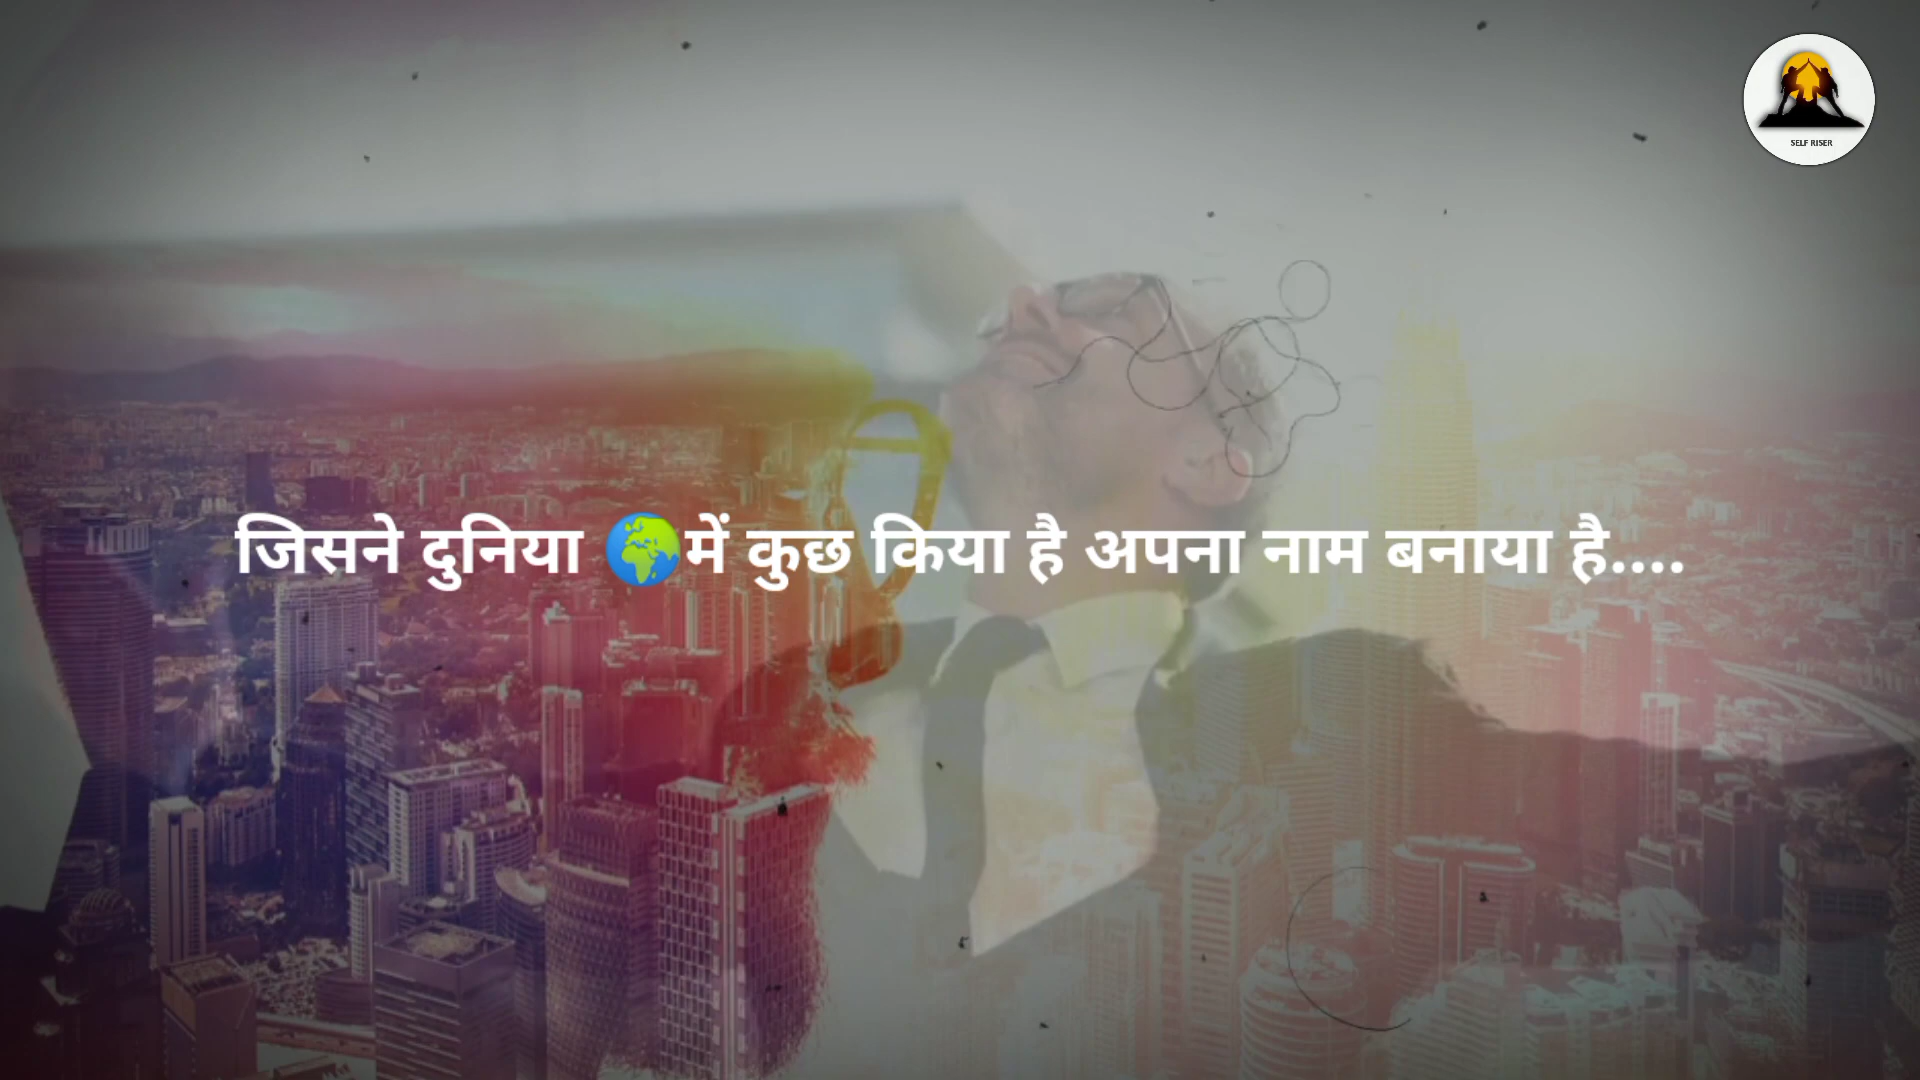 SELF RISER
जिसने दुनिया 🌍में कुछ किया है अपना नाम बनाया है....